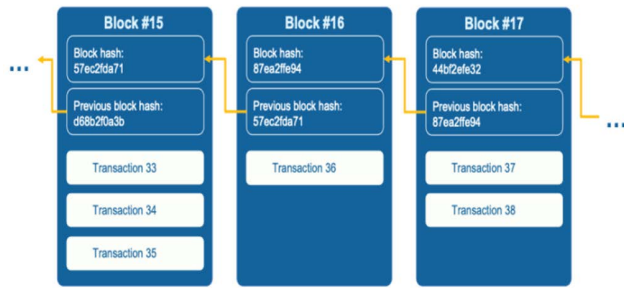 Block #15
Block hash:
57ec2fda71
Previous block hash:
d68b2f0a3b
Transaction 33
Transaction 34
Transaction 35
Block #16
Block hash:
87ea2ffe94
Previous block hash:
57ec2fda71
Transaction 36
Block #17
Block hash:
44bf2efe32
Previous block hash:
87ea2ffe94
Transaction 37
Transaction 38
...
...